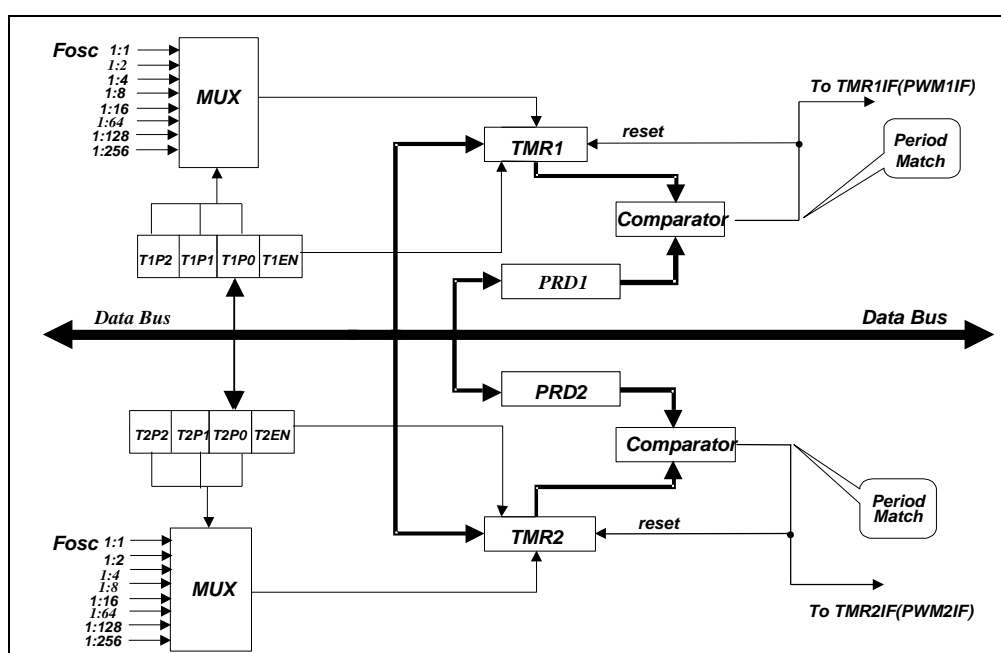 Fosc 1:1
1:2
1:4
1:8
1:16
1:64
1:128
1:256
MUX
To TMR1IF(PWM1IF)
reset
TMR1
Period
Match
Comparator
T1P2 T1P1 T1P0 T1EN
PRD1
Data Bus
Data Bus
PRD2
T2P2 T2P1 T2P0 T2EN
Comparator
Period
Match
reset
TMR2
Fosc 1:1
1:2
1:4
1:8
1:16
1:64
1:128
1:256
MUX
To TMR2IF(PWM2IF)